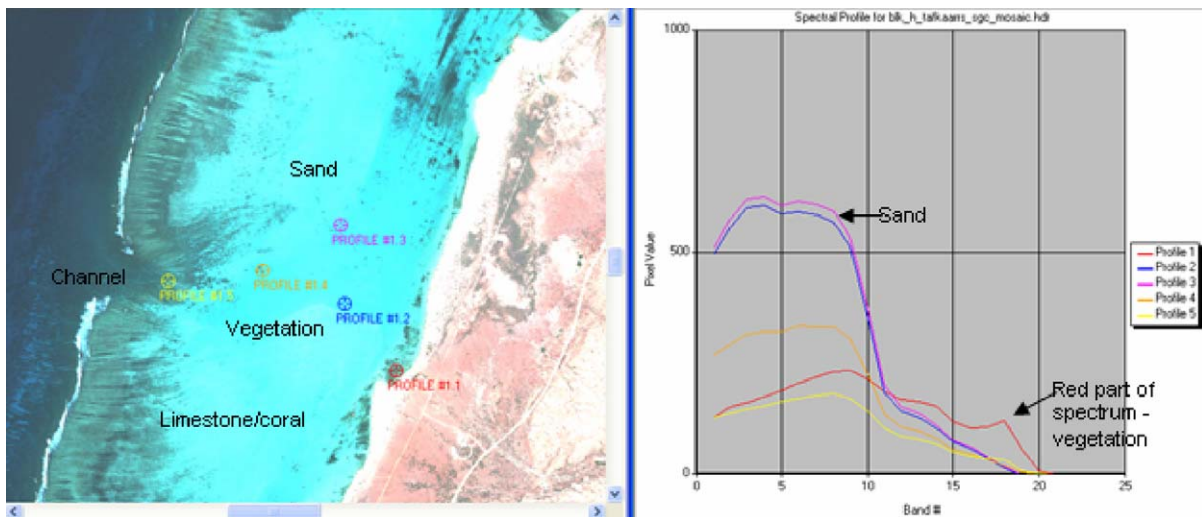 Sand
PROFILE #1.3
Channel
PROFILE #1.5
PROFILE #1.4
Vegetation
PROFILE #1.2
PROFILE #1.1
Limestone/coral
Spectral Profile for blk_h_tafkaams_sgc_mosaic.hdr
1000
500
0
Pixel Value
Sand
Red part of
spectrum -
vegetation
0
5
10
15
20
25
Band #
Profile 1
Profile 2
Profile 3
Profile 4
Profile 5